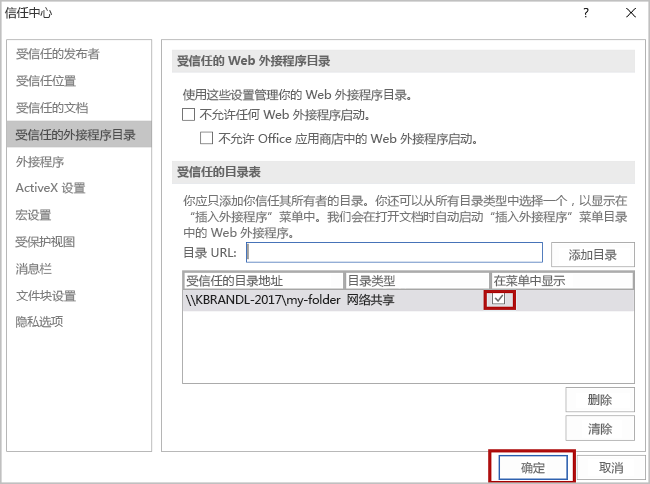 信任中心
?
受信任的发布者
受信任位置
受信任的文档
受信任的外接程序目录
外接程序
ActiveX 设置
宏设置
受保护视图
消息栏
文件块设置
隐私选项
受信任的 Web 外接程序目录
使用这些设置管理你的 Web 外接程序目录。
不允许任何 Web 外接程序启动。
不允许 Office 应用商店中的 Web 外接程序启动。
受信任的目录表
你应只添加你信任其所有者的目录。你还可以从所有目录类型中选择一个，以显示在
“插入外接程序”菜单中。我们会在打开文档时自动启动“插入外接程序”菜单目录
中的 Web 外接程序。
目录 URL:
添加目录
受信任的目录地址 目录类型 在菜单中显示
\\KBRANDL-2017\my-folder 网络共享
删除
清除
确定 取消